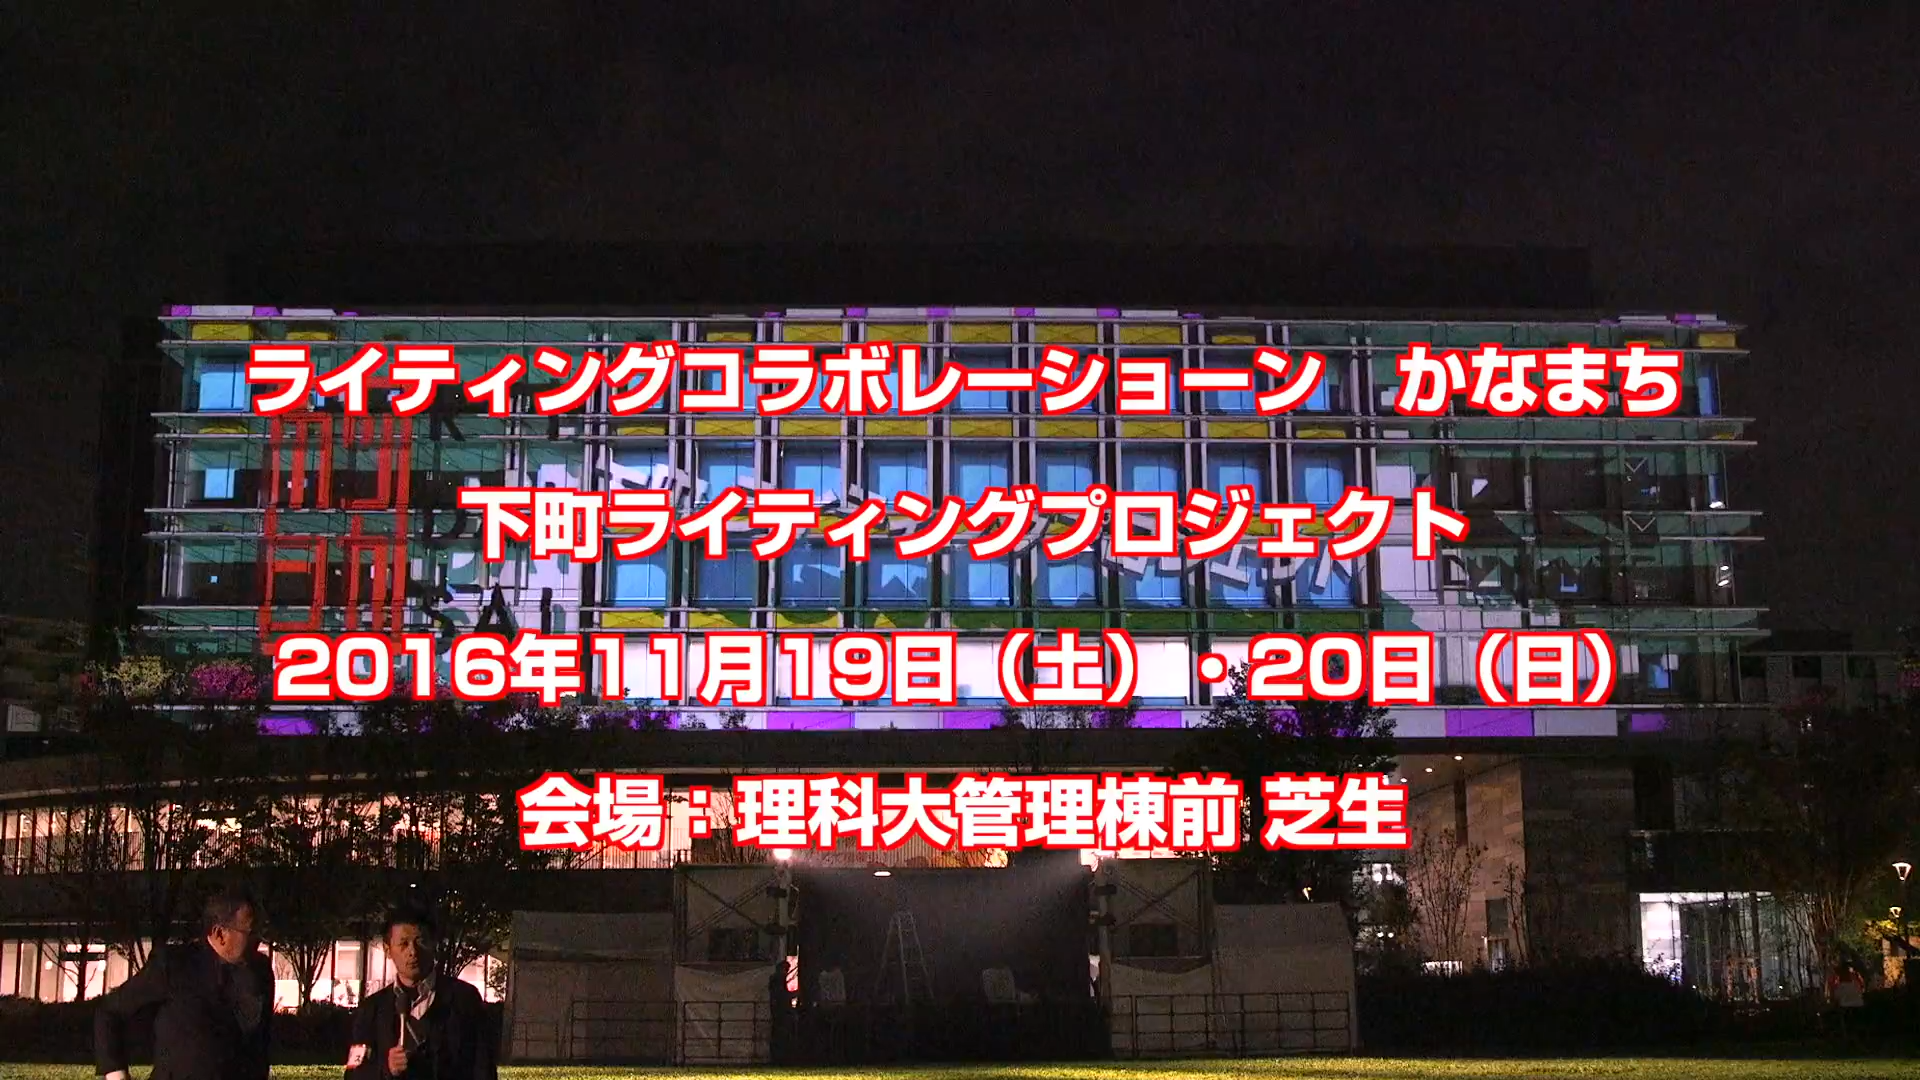 ライティングコラボレーショーン　かなまち
下町ライティングプロジェクト
2016年11月19日（土）・20日（日）
会場：理科大管理棟前 芝生